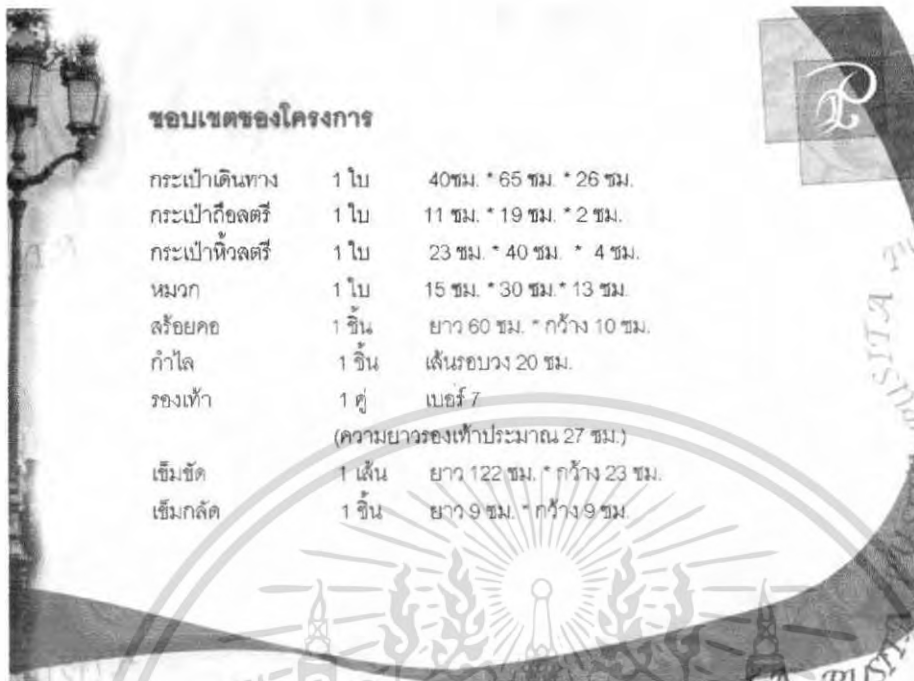 ขอบเขตของโครงการ
กระเป๋าเดินทาง 1 ใบ 40ซม. * 65 ซม. * 26 ซม.
กระเป๋าถือสตรี 1 ใบ 11 ซม. * 19 ซม. * 2 ซม.
กระเป๋าหิ้วสตรี 1 ใบ 23 ซม. * 40 ซม. * 4 ซม.
หมวก 1 ใบ 15 ซม. * 30 ซม.* 13 ซม.
สร้อยคอ 1 ชิ้น ยาว 60 ซม. * กว้าง 10 ซม.
กำไล 1 ชิ้น เส้นรอบวง 20 ซม.
รองเท้า 1 คู่ เบอร์ 7
(ความยาวรองเท้าประมาณ 27 ซม.)
เข็มขัด 1 เส้น ยาว 122 ซม. * กว้าง 23 ซม.
เข็มกลัด 1 ชิ้น ยาว 9 ซม. * กว้าง 9 ซม.